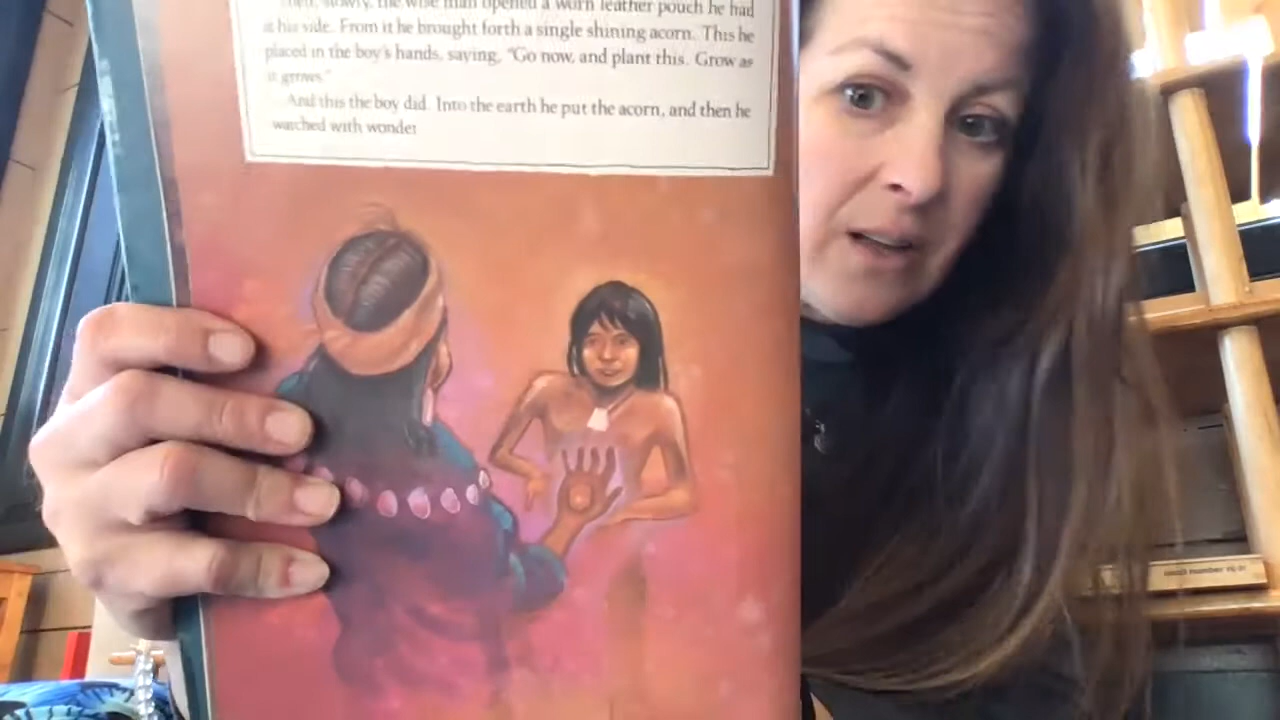 slowly, the wise man opened a worn leather pouch he had
at his side. From it he brought forth a single shining acorn. This he
placed in the boy's hands, saying, "Go now, and plant this. Grow as
it grows."
And this the boy did. Into the earth he put the acorn, and then he
watched with wonder